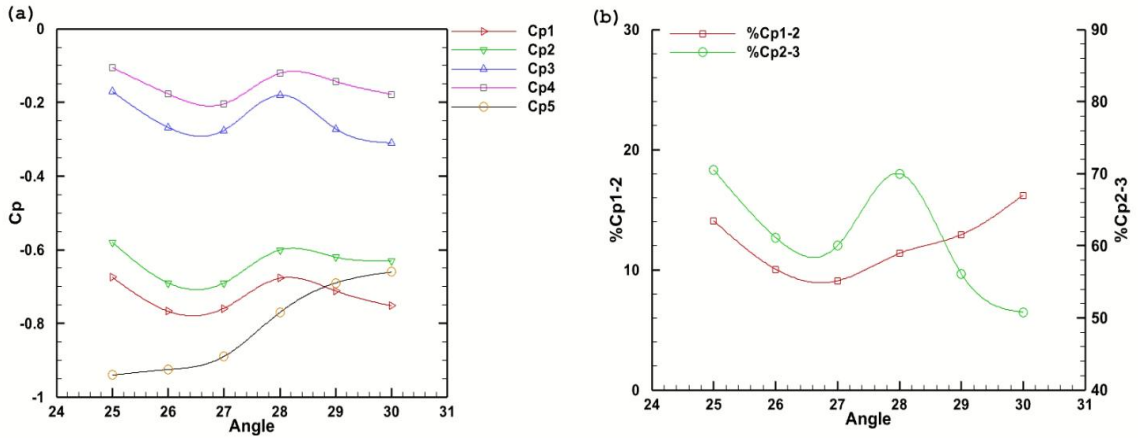 (a)
0
-0.2
-0.4
-0.6
-0.8
-1
Cp
24 25 26 27 28 29 30 31
Angle
Cp1
Cp2
Cp3
Cp4
Cp5
(b)
30
20
10
0
%Cp1-2
24 25 26 27 28 29 30 31
Angle
%Cp1-2
%Cp2-3
90
80
70
60
50
40
%Cp2-3